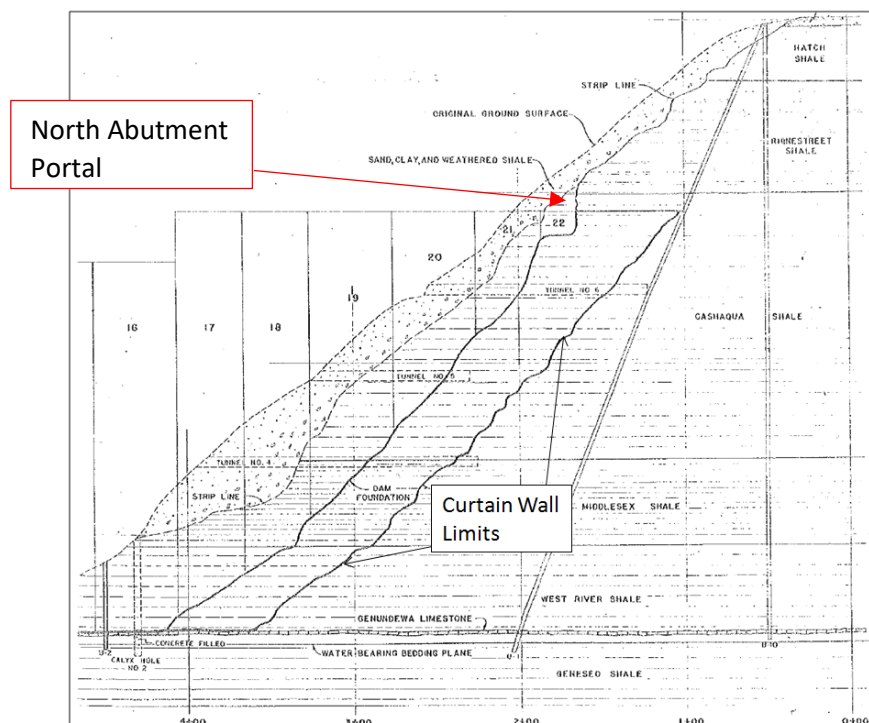 HATCH
SHALE
STRIP LINE
ORIGINAL GROUND SURFACE
North Abutment
Portal
RHINESTREET
SHALE
SAND, CLAY, AND WEATHERED SHALE
21
22
20
TUNNEL NO. 6
19
CASHAQUA SHALE
16
17
18
TUNNEL NO. 5
TUNNEL NO. 4
STRIP LINE
DAM
FOUNDATION
Curtain Wall
Limits
MIDDLESEX SHALE
WEST RIVER SHALE
GENUNDEWA LIMESTONE
CONCRETE FILLED
U-2
CALYX HOLE
NO 2
WATER-BEARING BEDDING PLANE
U-1
U-10
GENESEO SHALE
4+00
3+00
2+00
1+00
0+00